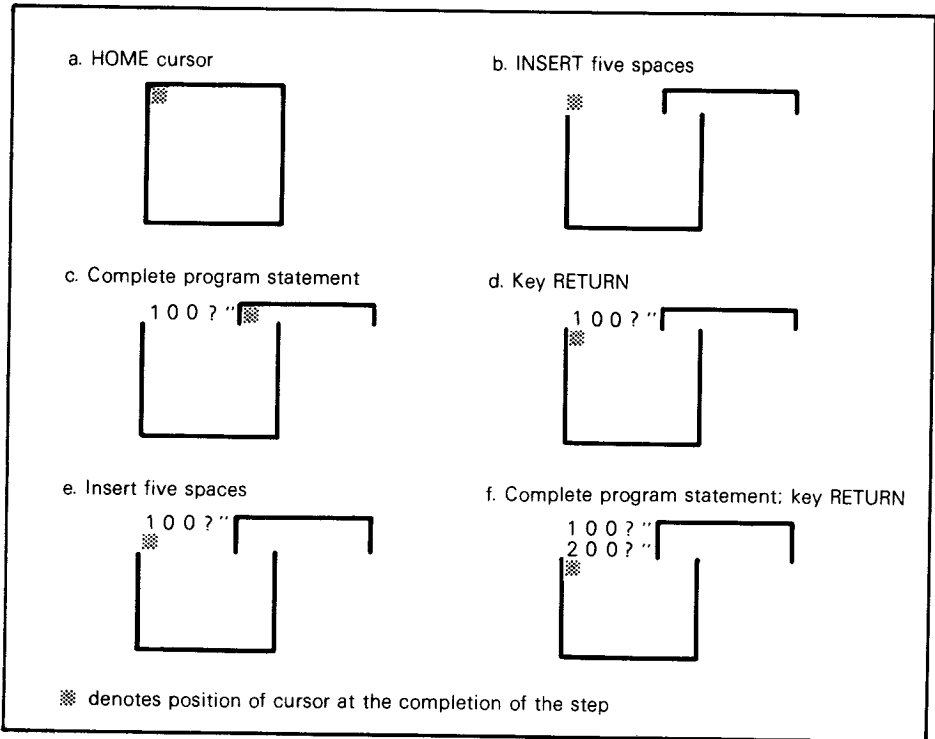 a. HOME cursor
b. INSERT five spaces
c. Complete program statement
100?"
d. Key RETURN
100?"
e. Insert five spaces
100?"
f. Complete program statement; key RETURN
100?"
200?"
denotes position of cursor at the completion of the step